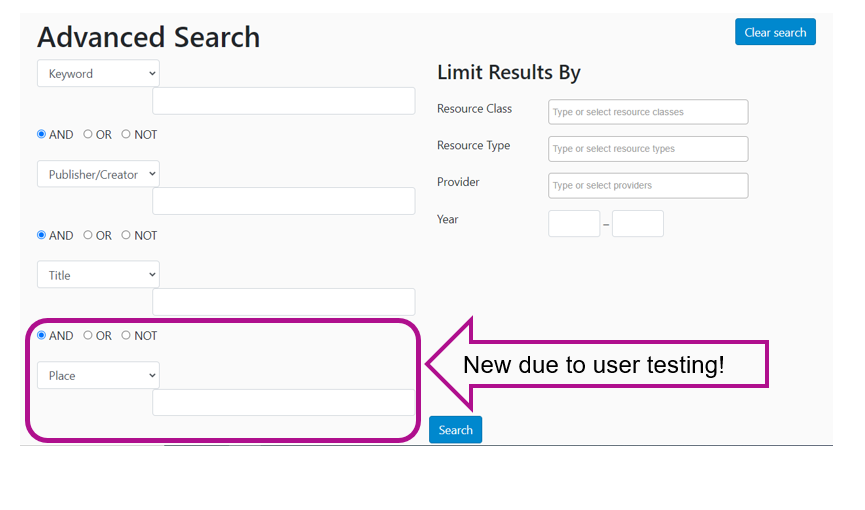 Advanced Search
Clear search
Keyword
AND OR NOT
Publisher/Creator
AND OR NOT
Title
AND OR NOT
Place
Limit Results By
Resource Class Type or select resource classes
Resource Type Type or select resource types
Provider Type or select providers
Year –
New due to user testing!
Search